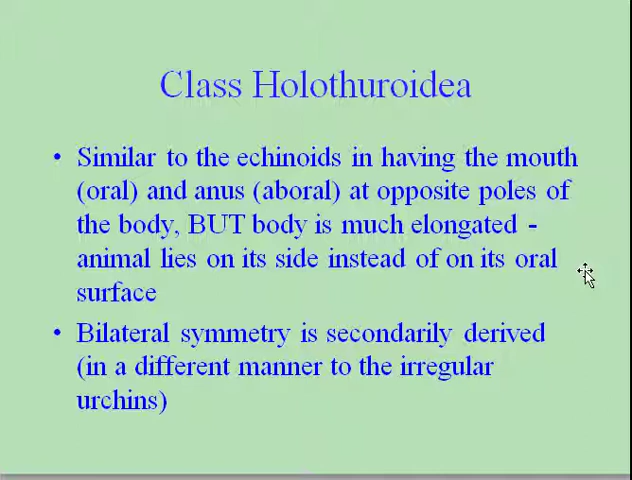 Class Holothuroidea
• Similar to the echinoids in having the mouth
(oral) and anus (aboral) at opposite poles of
the body, BUT body is much elongated -
animal lies on its side instead of on its oral
surface
• Bilateral symmetry is secondarily derived
(in a different manner to the irregular
urchins)